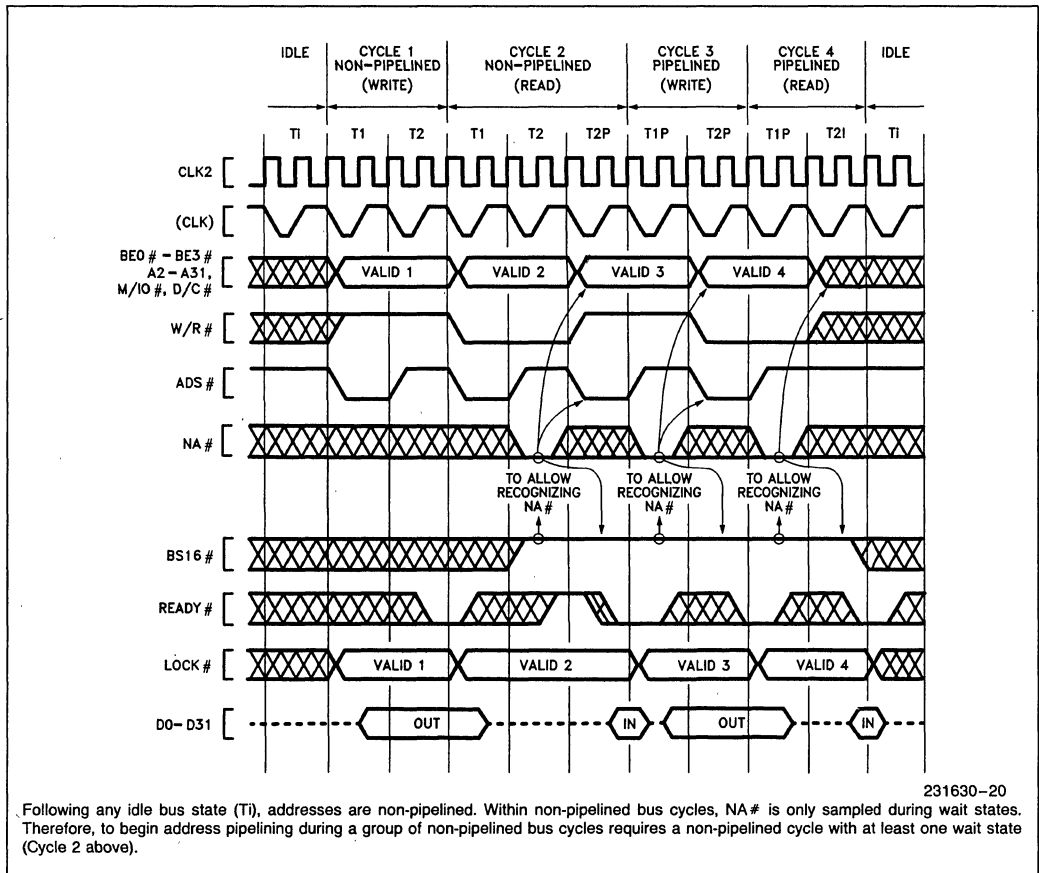 IDLE
CYCLE 1
NON-PIPELINED
(WRITE)
CYCLE 2
NON-PIPELINED
(READ)
CYCLE 3
PIPELINED
(WRITE)
CYCLE 4
PIPELINED
(READ)
IDLE
Ti T1 T2 T1 T2 T2P T1P T2P T1P T2I Ti
CLK2
(CLK)
BE0 # – BE3 #
A2 – A31,
M/IO #, D/C #
VALID 1 VALID 2 VALID 3 VALID 4
W/R #
ADS #
NA #
TO ALLOW
RECOGNIZING
NA #
TO ALLOW
RECOGNIZING
NA #
TO ALLOW
RECOGNIZING
NA #
BS16 #
READY #
LOCK #
VALID 1 VALID 2 VALID 3 VALID 4
D0 – D31
OUT IN OUT IN
231630–20
Following any idle bus state (Ti), addresses are non-pipelined. Within non-pipelined bus cycles, NA# is only sampled during wait states.
Therefore, to begin address pipelining during a group of non-pipelined bus cycles requires a non-pipelined cycle with at least one wait state
(Cycle 2 above).